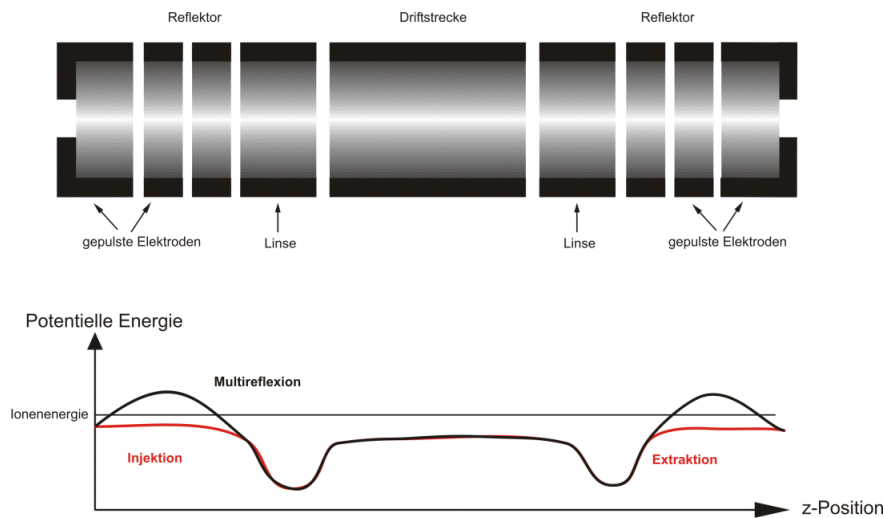 Reflektor
Driftstrecke
Reflektor
gepulste Elektroden
Linse
Linse
gepulste Elektroden
Potentielle Energie
Multireflexion
Ionenenergie
Injektion
Extraktion
z-Position